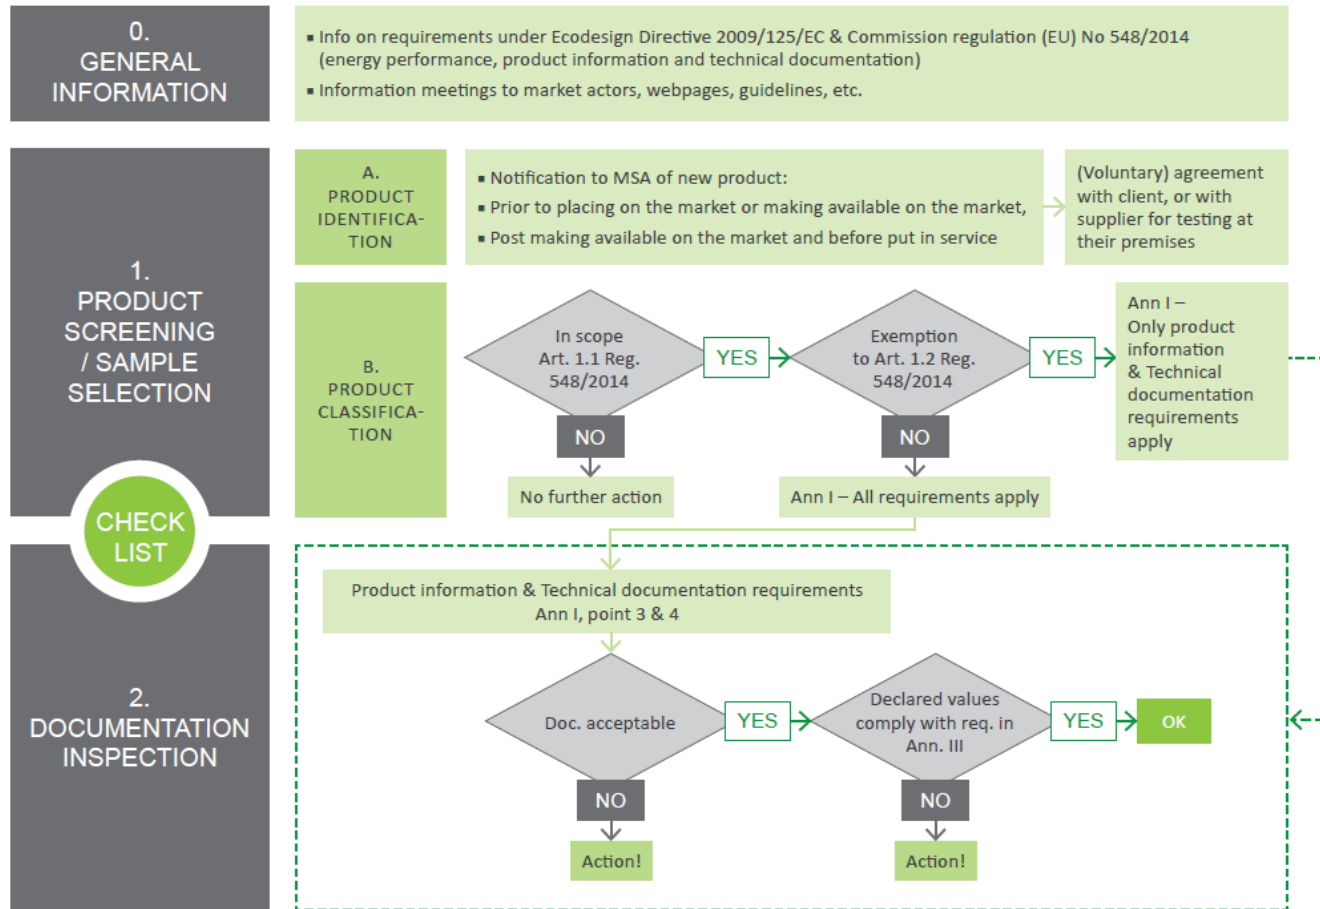 0.
GENERAL
INFORMATION
▪ Info on requirements under Ecodesign Directive 2009/125/EC & Commission regulation (EU) No 548/2014
(energy performance, product information and technical documentation)
▪ Information meetings to market actors, webpages, guidelines, etc.
1.
PRODUCT
SCREENING
/ SAMPLE
SELECTION
A.
PRODUCT
IDENTIFICA-
TION
▪ Notification to MSA of new product:
▪ Prior to placing on the market or making available on the market,
▪ Post making available on the market and before put in service
(Voluntary) agreement
with client, or with
supplier for testing at
their premises
B.
PRODUCT
CLASSIFICA-
TION
In scope
Art. 1.1 Reg.
548/2014
YES
Exemption
to Art. 1.2 Reg.
548/2014
YES
Ann I –
Only product
information
& Technical
documentation
requirements
apply
NO
NO
No further action
Ann I – All requirements apply
CHECK
LIST
2.
DOCUMENTATION
INSPECTION
Product information & Technical documentation requirements
Ann I, point 3 & 4
Doc. acceptable
YES
Declared values
comply with req. in
Ann. III
YES
OK
NO
NO
Action!
Action!